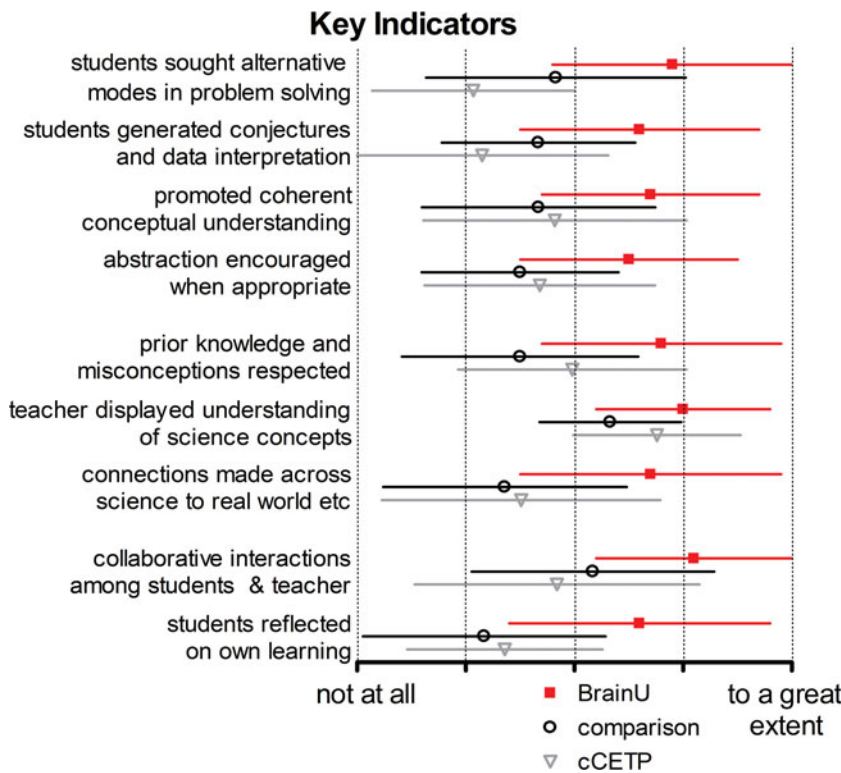 Key Indicators
students sought alternative
modes in problem solving
students generated conjectures
and data interpretation
promoted coherent
conceptual understanding
abstraction encouraged
when appropriate
prior knowledge and
misconceptions respected
teacher displayed understanding
of science concepts
connections made across
science to real world etc
collaborative interactions
among students & teacher
students reflected
on own learning
not at all
to a great
extent
BrainU
comparison
cCETP